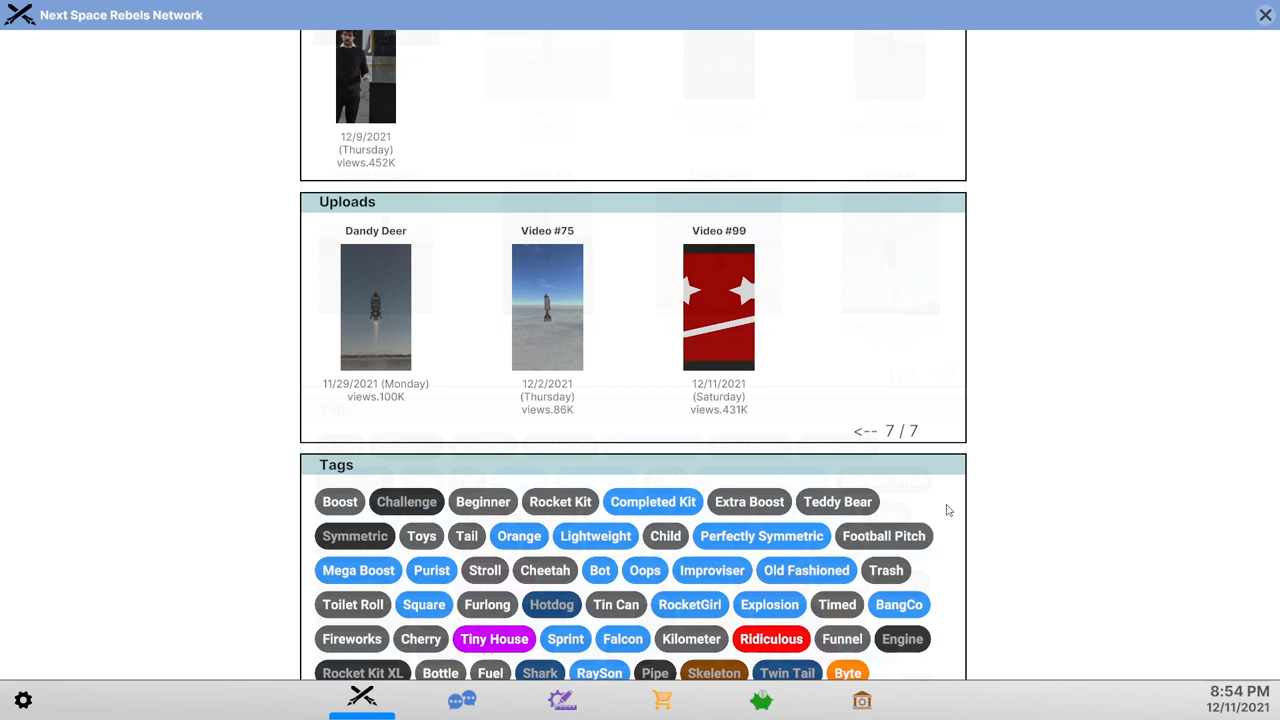 Next Space Rebels Network
12/9/2021
(Thursday)
views.452K
Uploads
Dandy Deer
Video #75
Video #99
11/29/2021 (Monday)
views.100K
12/2/2021
(Thursday)
views.86K
12/11/2021
(Saturday)
views.431K
<-- 7 / 7
Tags
Boost Challenge Beginner Rocket Kit Completed Kit Extra Boost Teddy Bear
Symmetric Toys Tail Orange Lightweight Child Perfectly Symmetric Football Pitch
Mega Boost Purist Stroll Cheetah Bot Oops Improviser Old Fashioned Trash
Toilet Roll Square Furlong Hotdog Tin Can RocketGirl Explosion Timed BangCo
Fireworks Cherry Tiny House Sprint Falcon Kilometer Ridiculous Funnel Engine
Rocket Kit XL Bottle Fuel Shark RaySon Pipe Skeleton Twin Tail Byte
8:54 PM
12/11/2021